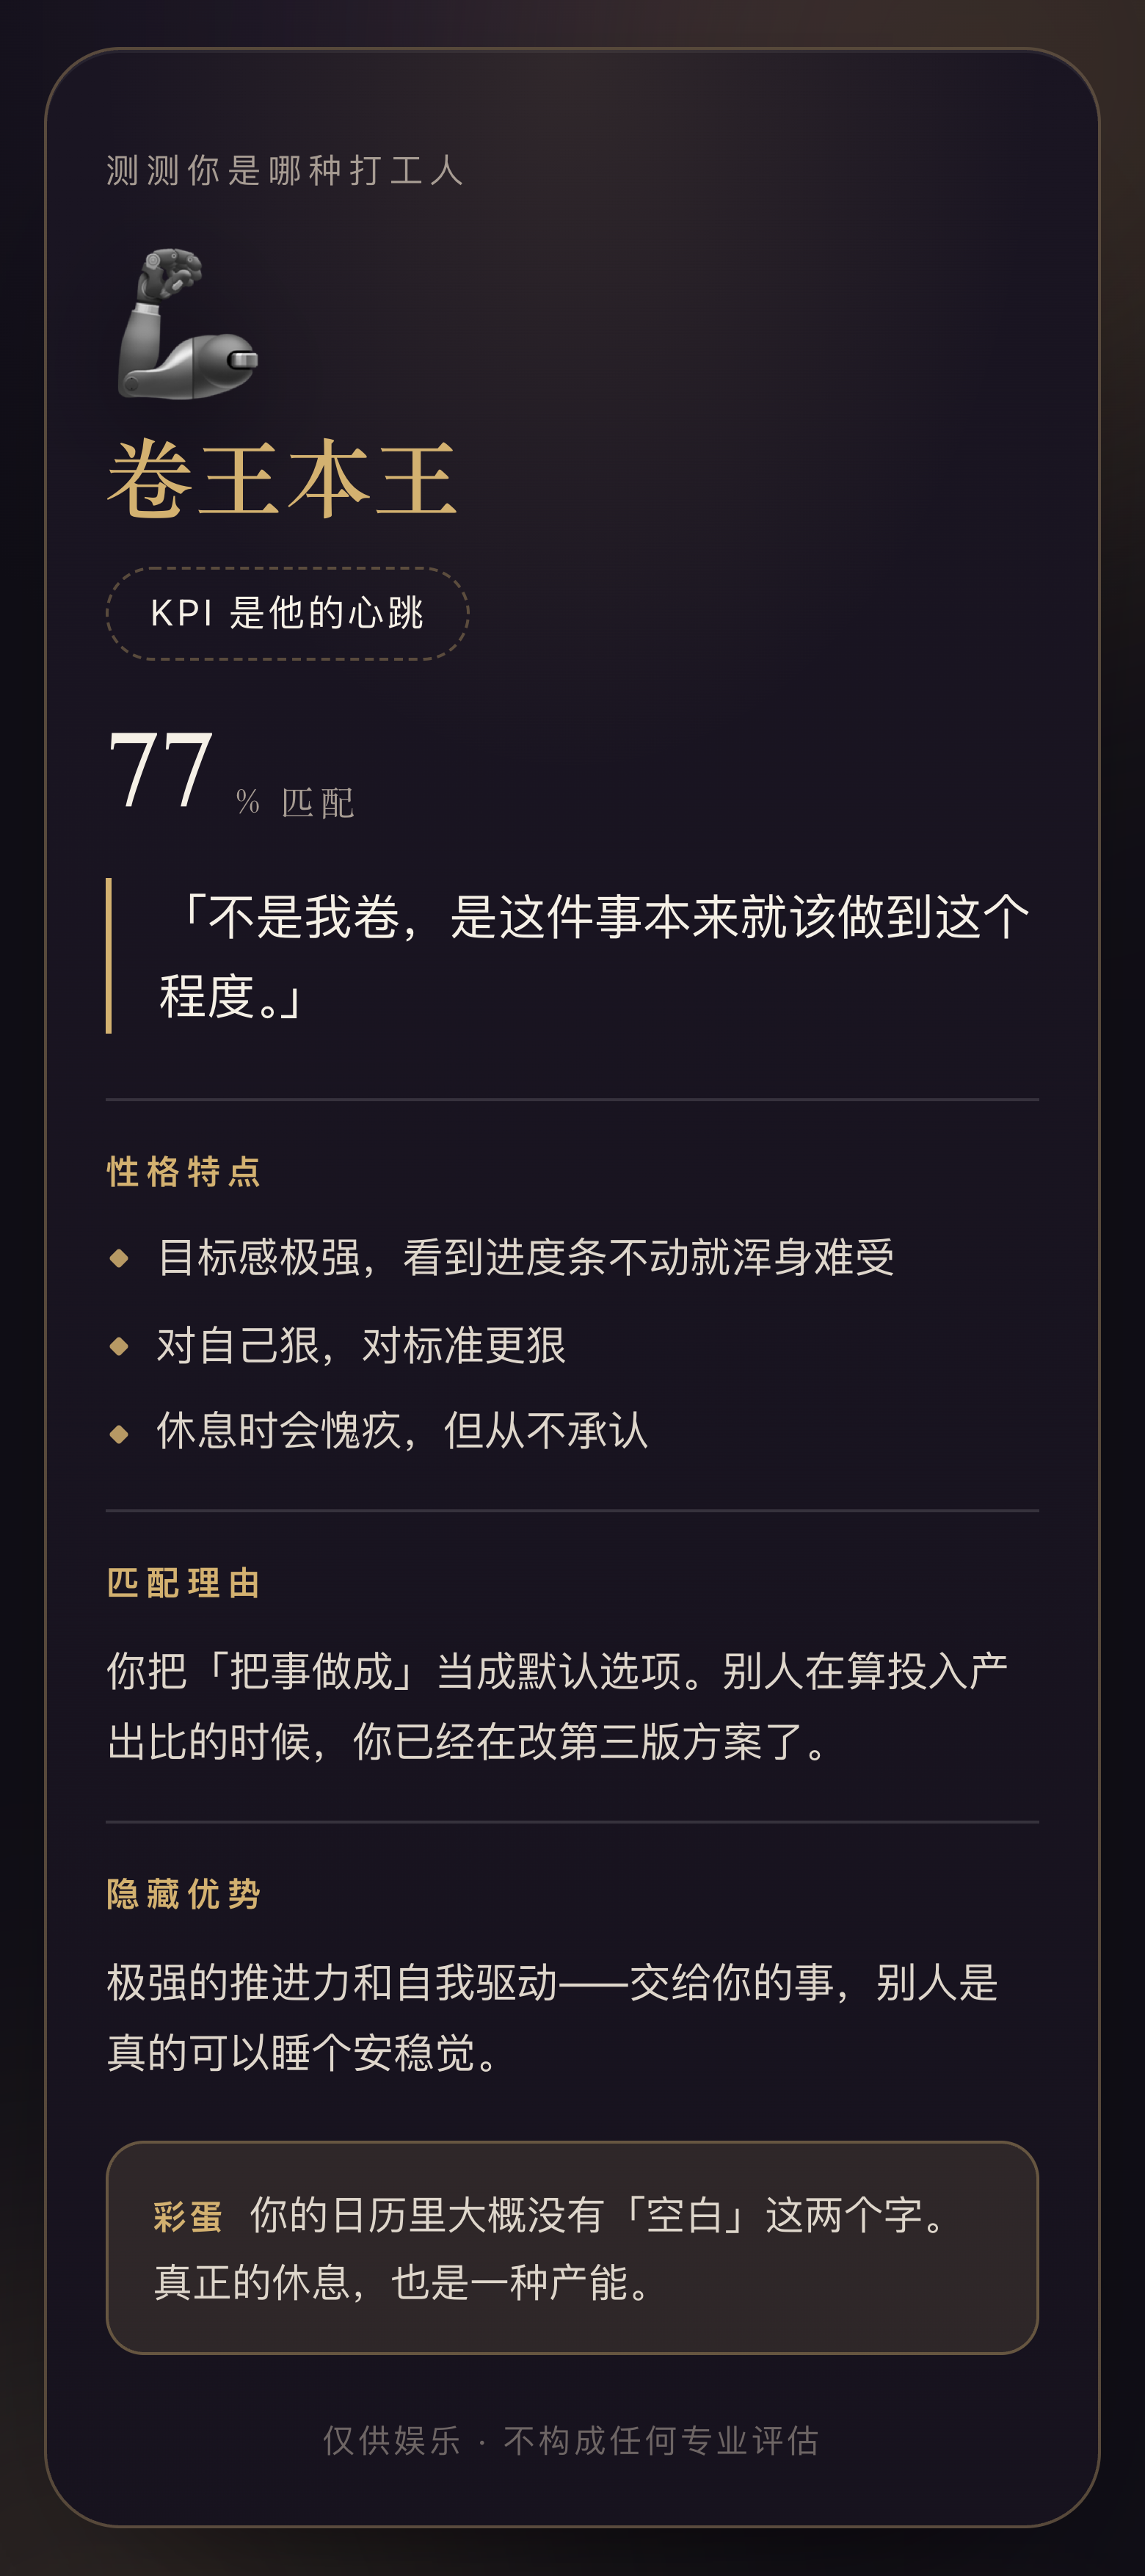 测测你是哪种打工人
卷王本王
KPI 是他的心跳
77 % 匹配
「不是我卷，是这件事本来就该做到这个
程度。」
性格特点
目标感极强，看到进度条不动就浑身难受
对自己狠，对标准更狠
休息时会愧疚，但从不承认
匹配理由
你把「把事做成」当成默认选项。别人在算投入产
出比的时候，你已经在改第三版方案了。
隐藏优势
极强的推进力和自我驱动——交给你的事，别人是
真的可以睡个安稳觉。
彩蛋 你的日历里大概没有「空白」这两个字。
真正的休息，也是一种产能。
仅供娱乐 · 不构成任何专业评估